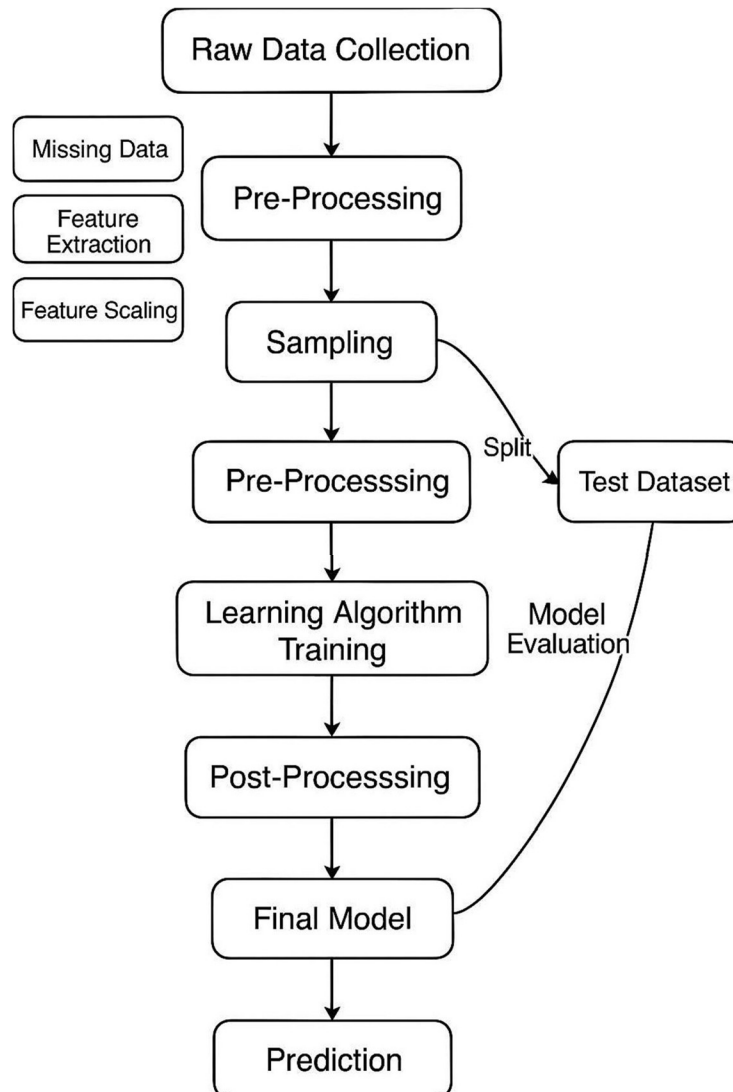 Raw Data Collection
Missing Data
Pre-Processing
Feature
Extraction
Feature Scaling
Sampling
Split
Pre-Processsing
Test Dataset
Learning Algorithm
Training
Model
Evaluation
Post-Processsing
Final Model
Prediction